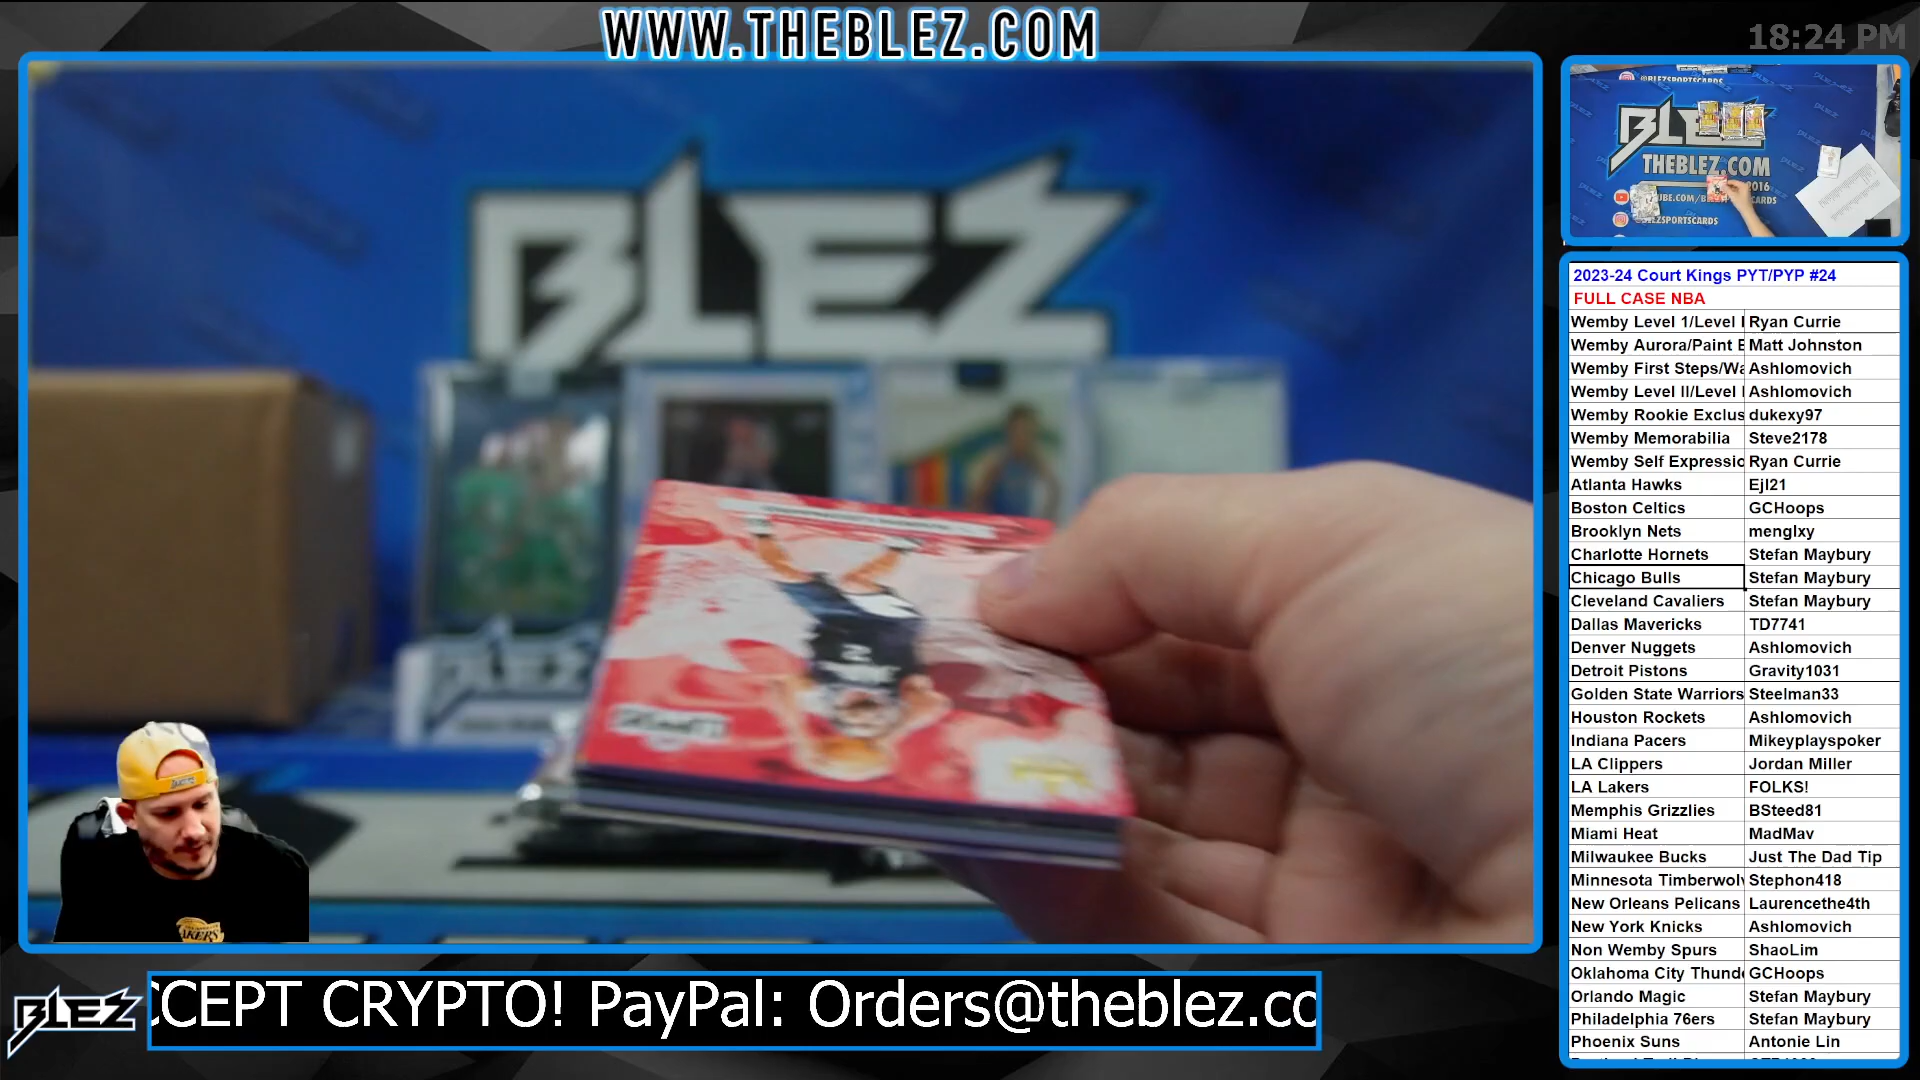 WWW.THEBLEZ.COM
18:24 PM
BLEZ
@BLEZSPORTSCARDS
BLEZ
THEBLEZ.COM
2016
2023-24 Court Kings PYT/PYP #24
FULL CASE NBA
Wemby Level 1/Level Ryan Currie
Wemby Aurora/Paint Matt Johnston
Wemby First Steps/Wa Ashlomovich
Wemby Level II/Level Ashlomovich
Wemby Rookie Exclus dukexy97
Wemby Memorabilia Steve2178
Wemby Self Expressio Ryan Currie
Atlanta Hawks Ejl21
Boston Celtics GCHoops
Brooklyn Nets menglxy
Charlotte Hornets Stefan Maybury
Chicago Bulls Stefan Maybury
Cleveland Cavaliers Stefan Maybury
Dallas Mavericks TD7741
Denver Nuggets Ashlomovich
Detroit Pistons Gravity1031
Golden State Warriors Steelman33
Houston Rockets Ashlomovich
Indiana Pacers Mikeyplayspoker
LA Clippers Jordan Miller
LA Lakers FOLKS!
Memphis Grizzlies BSteed81
Miami Heat MadMav
Milwaukee Bucks Just The Dad Tip
Minnesota Timberwolv Stephon418
New Orleans Pelicans Laurencethe4th
New York Knicks Ashlomovich
Non Wemby Spurs ShaoLim
Oklahoma City Thund GCHoops
Orlando Magic Stefan Maybury
Philadelphia 76ers Stefan Maybury
Phoenix Suns Antonie Lin
BLEZ
CCEPT CRYPTO! PayPal: Orders@theblez.co